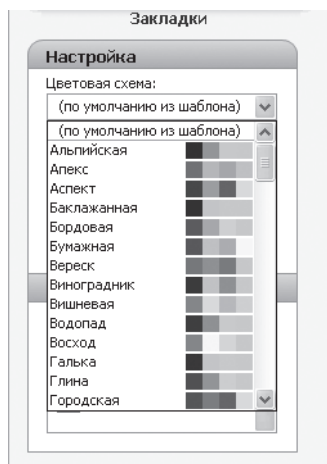 Закладки
Настройка
Цветовая схема:
(по умолчанию из шаблона)
(по умолчанию из шаблона)
Альпийская
Апекс
Аспект
Баклажанная
Бордовая
Бумажная
Вереск
Виноградник
Вишневая
Водопад
Восход
Галька
Глина
Городская